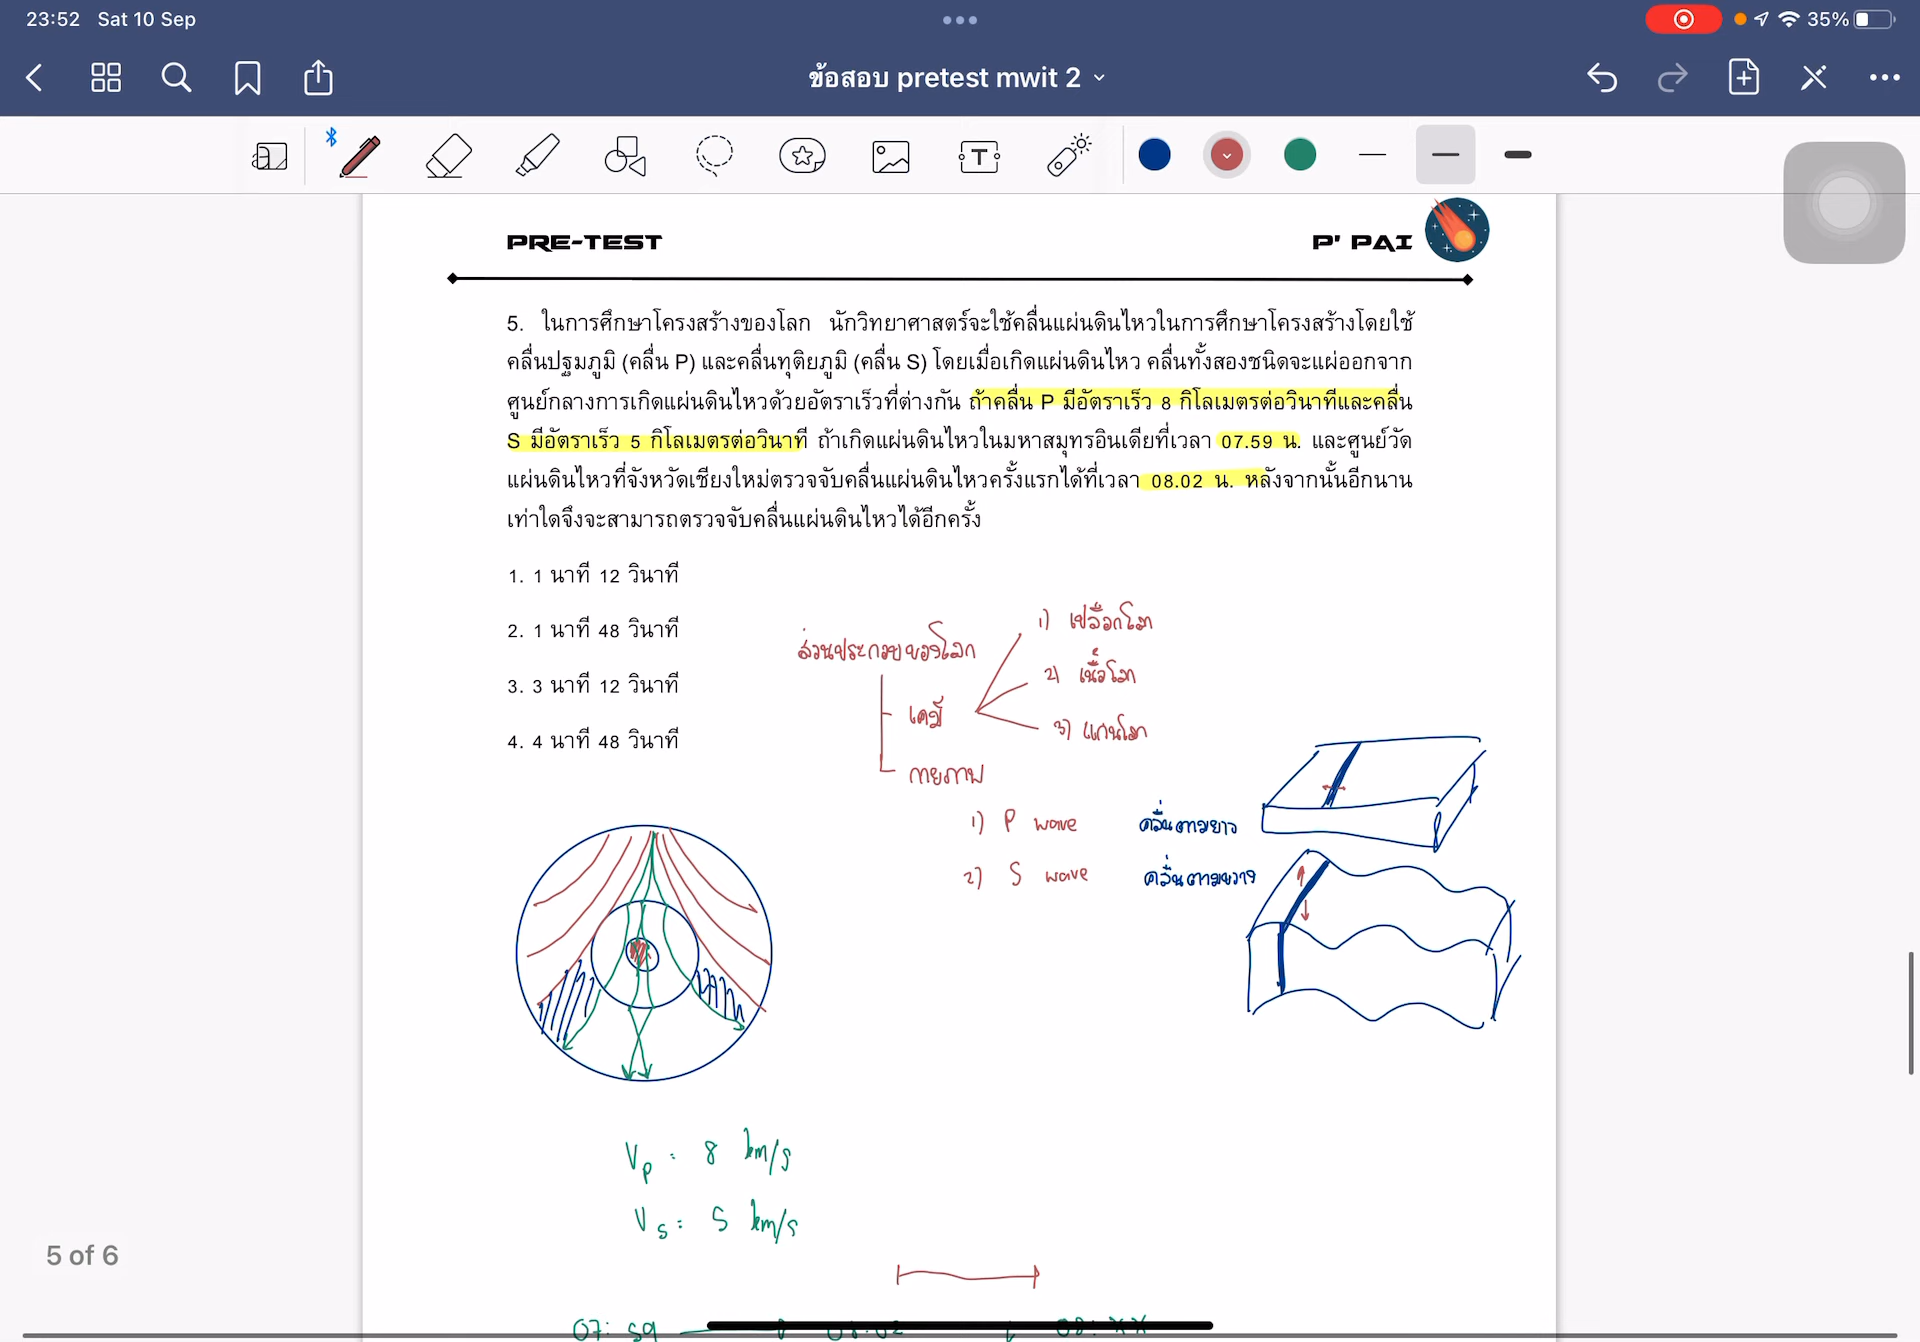 23:52 Sat 10 Sep
35%
ข้อสอบ pretest mwit 2
PRE-TEST
P' PAI
5. ในการศึกษาโครงสร้างของโลก นักวิทยาศาสตร์จะใช้คลื่นแผ่นดินไหวในการศึกษาโครงสร้างโดยใช้
คลื่นปฐมภูมิ (คลื่น P) และคลื่นทุติยภูมิ (คลื่น S) โดยเมื่อเกิดแผ่นดินไหว คลื่นทั้งสองชนิดจะแผ่ออกจาก
ศูนย์กลางการเกิดแผ่นดินไหวด้วยอัตราเร็วที่ต่างกัน ถ้าคลื่น P มีอัตราเร็ว 8 กิโลเมตรต่อวินาทีและคลื่น
S มีอัตราเร็ว 5 กิโลเมตรต่อวินาที ถ้าเกิดแผ่นดินไหวในมหาสมุทรอินเดียที่เวลา 07.59 น. และศูนย์วัด
แผ่นดินไหวที่จังหวัดเชียงใหม่ตรวจจับคลื่นแผ่นดินไหวครั้งแรกได้ที่เวลา 08.02 น. หลังจากนั้นอีกนาน
เท่าใดจึงจะสามารถตรวจจับคลื่นแผ่นดินไหวได้อีกครั้ง
1. 1 นาที 12 วินาที
2. 1 นาที 48 วินาที
3. 3 นาที 12 วินาที
4. 4 นาที 48 วินาที
ส่วนประกอบของโลก
1) เปลือกโลก
2) เนื้อโลก
เคมี
3) แก่นโลก
กายภาพ
1) P wave คลื่นตามยาว
2) S wave คลื่นตามขวาง
Vp = 8 km/s
Vs = 5 km/s
5 of 6
07:59